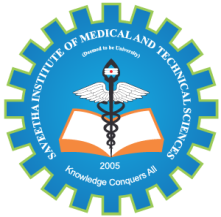 SAVEETHA INSTITUTE OF MEDICAL AND TECHNICAL SCIENCES
(Deemed to be University)
2005
Knowledge Conquers All